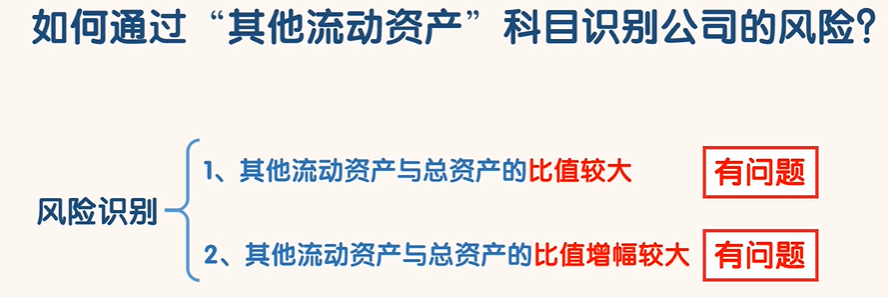 如何通过“其他流动资产”科目识别公司的风险?
风险识别
1、其他流动资产与总资产的比值较大 有问题
2、其他流动资产与总资产的比值增幅较大 有问题